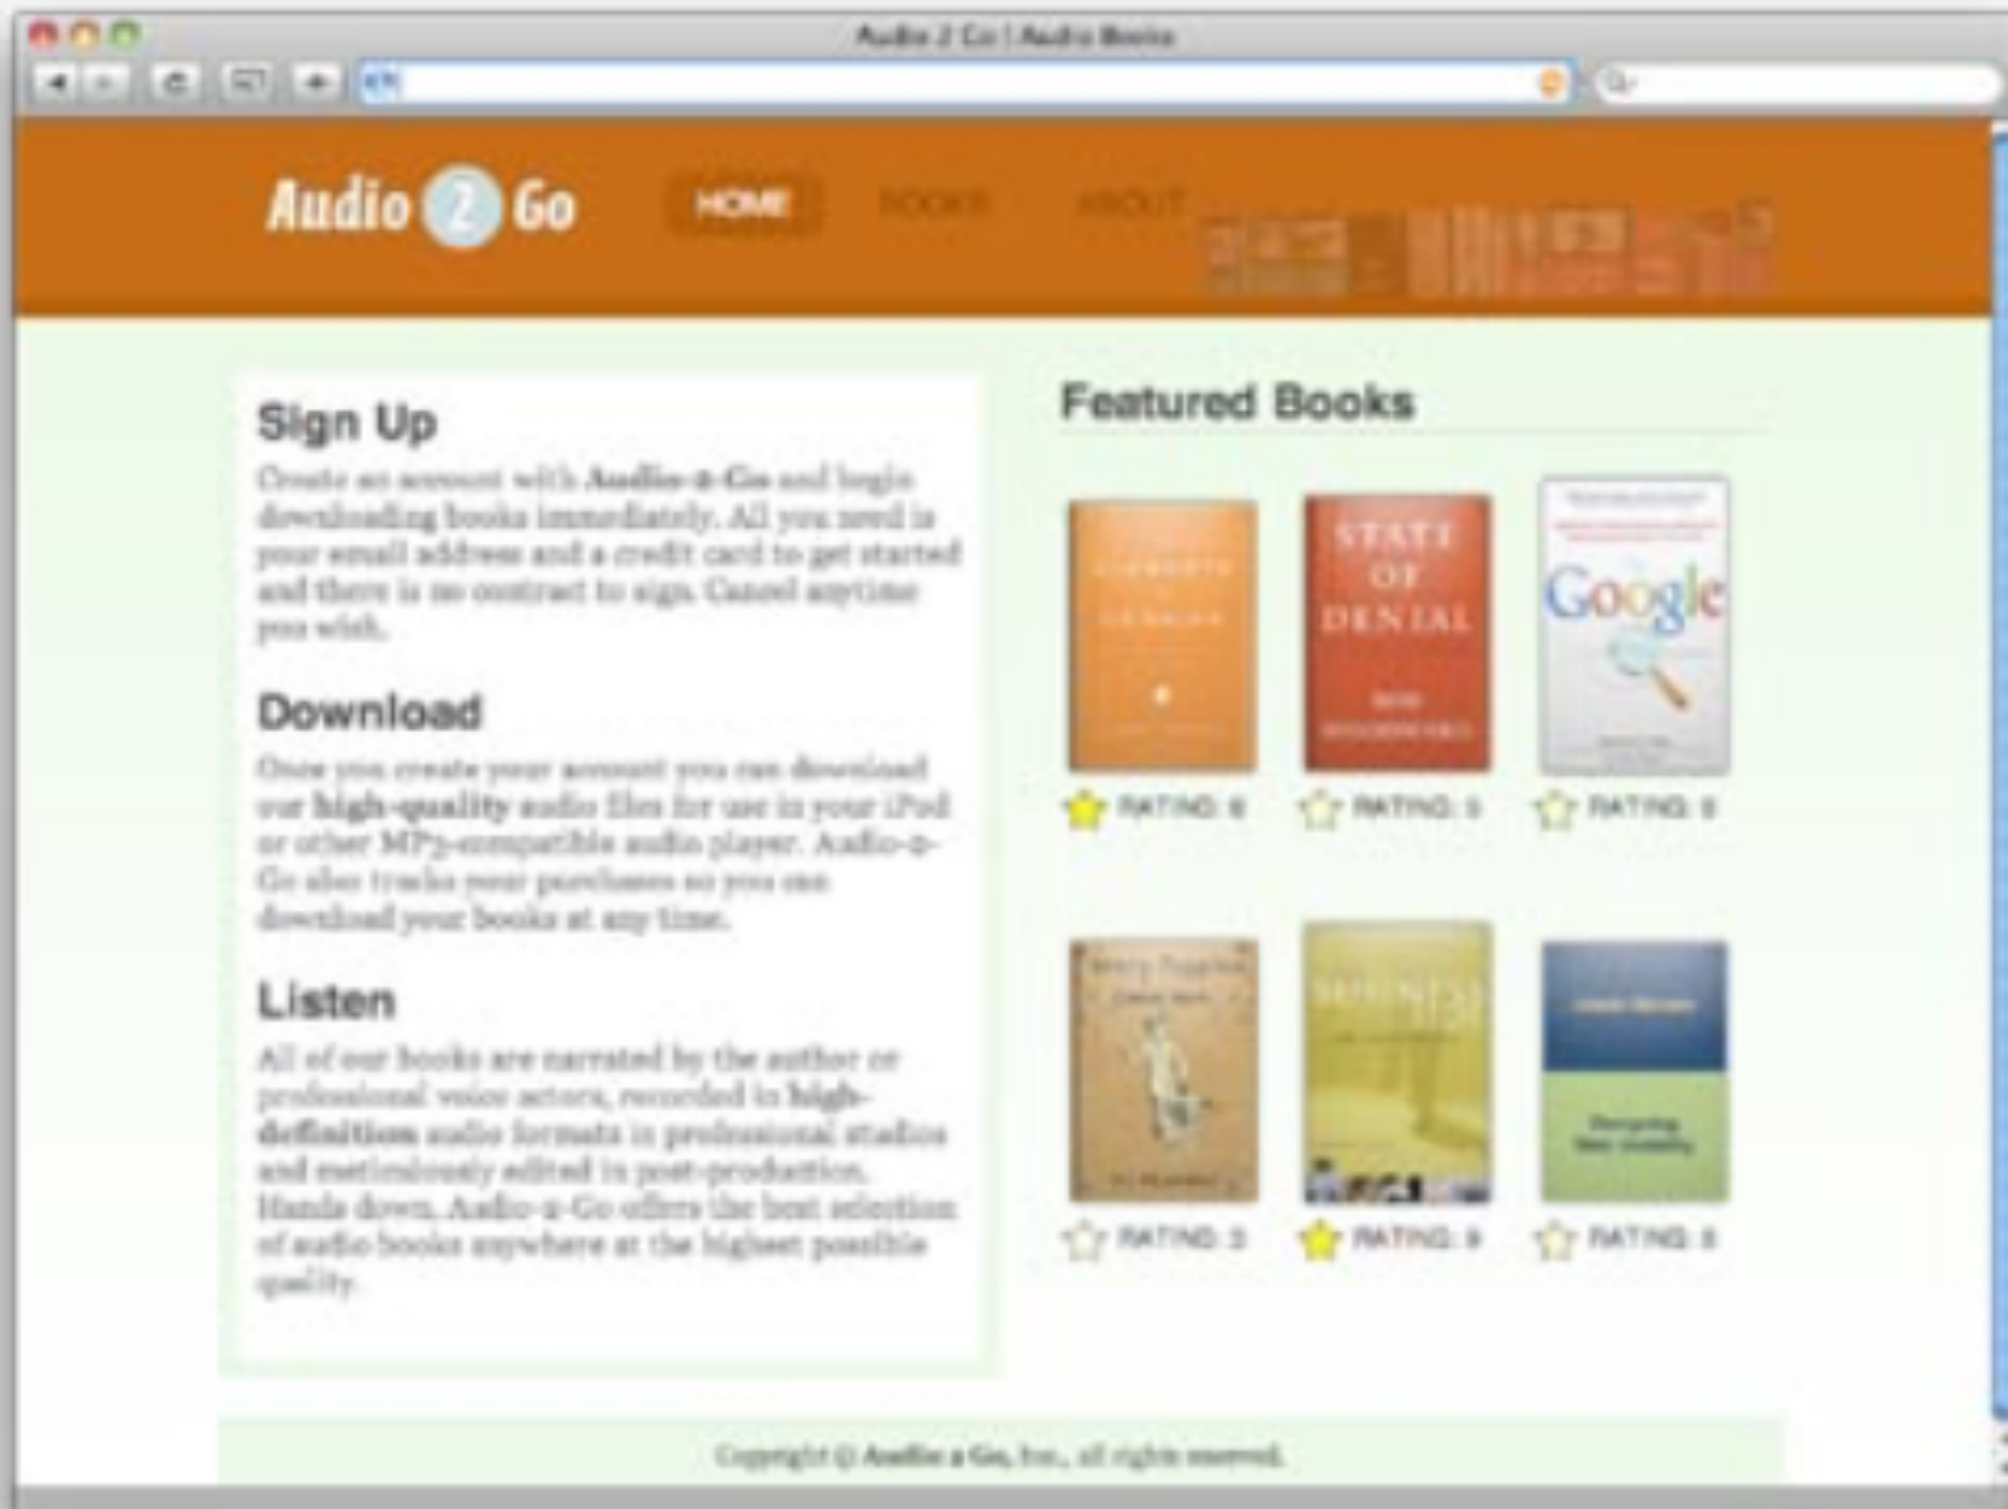 Audio 2 Go | Audio Books
Audio 2 Go
HOME
BOOKS
ABOUT
Sign Up
Create an account with Audio-2-Go and begin
downloading books immediately. All you need is
your email address and a credit card to get started
and there is no contract to sign. Cancel anytime
you wish.
Download
Once you create your account you can download
our high-quality audio files for use in your iPod
or other MP3-compatible audio player. Audio-2-
Go also tracks your purchases so you can
download your books at any time.
Listen
All of our books are narrated by the author or
professional voice actors, recorded in high-
definition audio formats in professional studios
and meticulously edited in post-production.
Hands down, Audio-2-Go offers the best selection
of audio books anywhere at the highest possible
quality.
Featured Books
STATE
OF
DENIAL
BOB
WOODWARD
Google
RATING:
RATING:
RATING:
Mary Poppins
Designing
Web Usability
RATING:
RATING: 9
RATING:
Copyright © Audio 2 Go, Inc., all rights reserved.